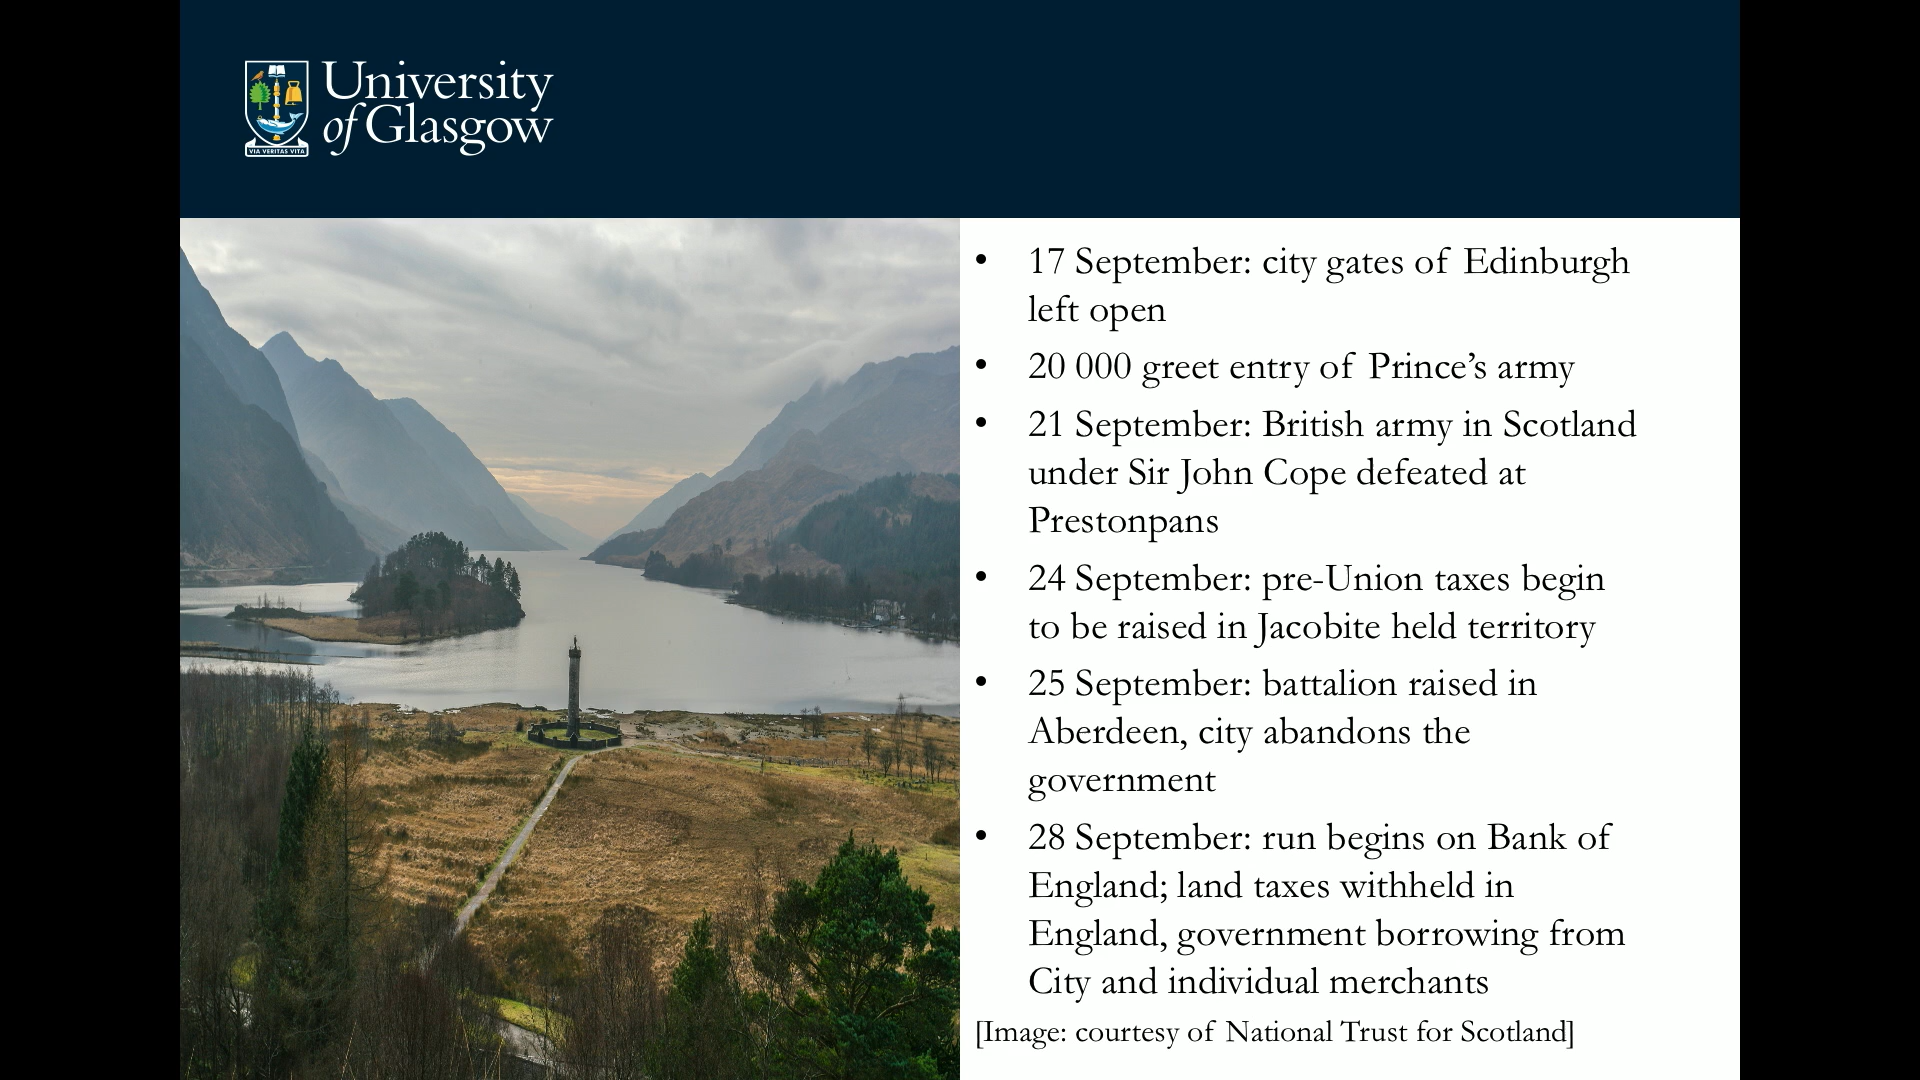 University
of Glasgow
VIA VERITAS VITA
• 17 September: city gates of Edinburgh
left open
• 20 000 greet entry of Prince’s army
• 21 September: British army in Scotland
under Sir John Cope defeated at
Prestonpans
• 24 September: pre-Union taxes begin
to be raised in Jacobite held territory
• 25 September: battalion raised in
Aberdeen, city abandons the
government
• 28 September: run begins on Bank of
England; land taxes withheld in
England, government borrowing from
City and individual merchants
[Image: courtesy of National Trust for Scotland]